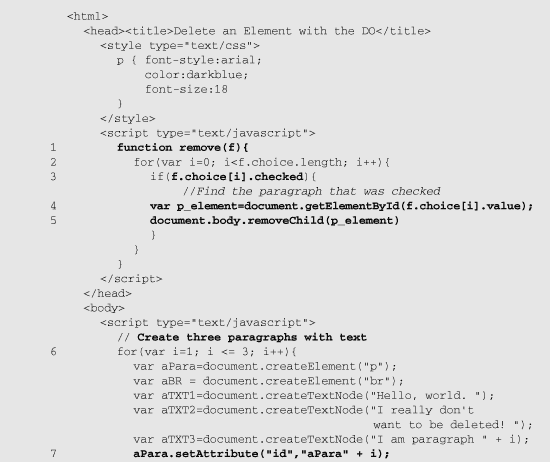 <html>
<head><title>Delete an Element with the DO</title>
<style type="text/css">
p { font-style:arial;
color:darkblue;
font-size:18
}
</style>
<script type="text/javascript">
1 function remove(f){
2 for(var i=0; i<f.choice.length; i++){
3 if(f.choice[i].checked){
//Find the paragraph that was checked
4 var p_element=document.getElementById(f.choice[i].value);
5 document.body.removeChild(p_element)
}
}
}
</script>
</head>
<body>
<script type="text/javascript">
// Create three paragraphs with text
6 for(var i=1; i <= 3; i++){
var aPara=document.createElement("p");
var aBR = document.createElement("br");
var aTXT1=document.createTextNode("Hello, world. ");
var aTXT2=document.createTextNode("I really don't
want to be deleted! ");
var aTXT3=document.createTextNode("I am paragraph " + i);
7 aPara.setAttribute("id","aPara" + i);